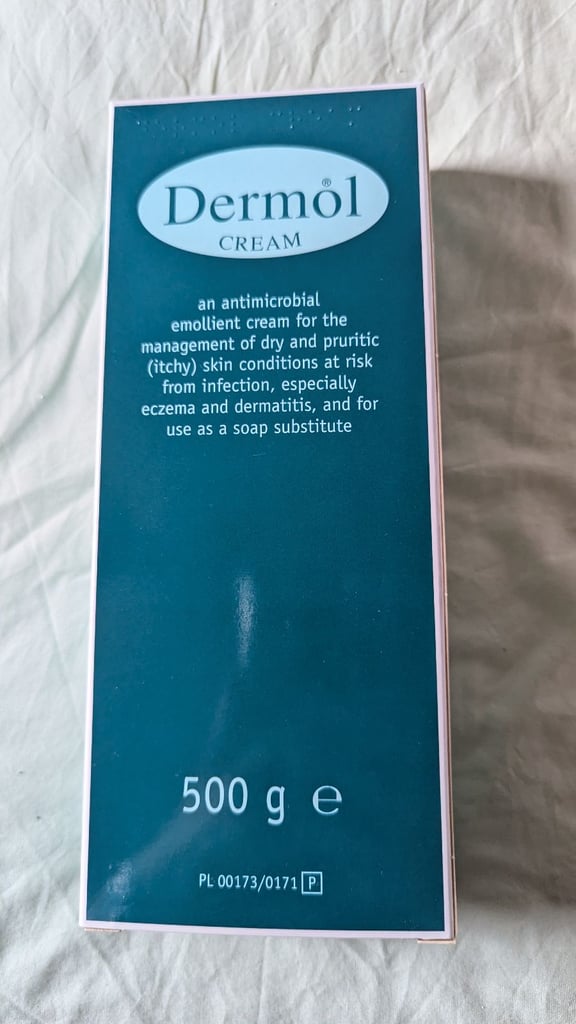 Dermol®
CREAM
an antimicrobial
emollient cream for the
management of dry and pruritic
(itchy) skin conditions at risk
from infection, especially
eczema and dermatitis, and for
use as a soap substitute
500 g ℮
PL 00173/0171 P